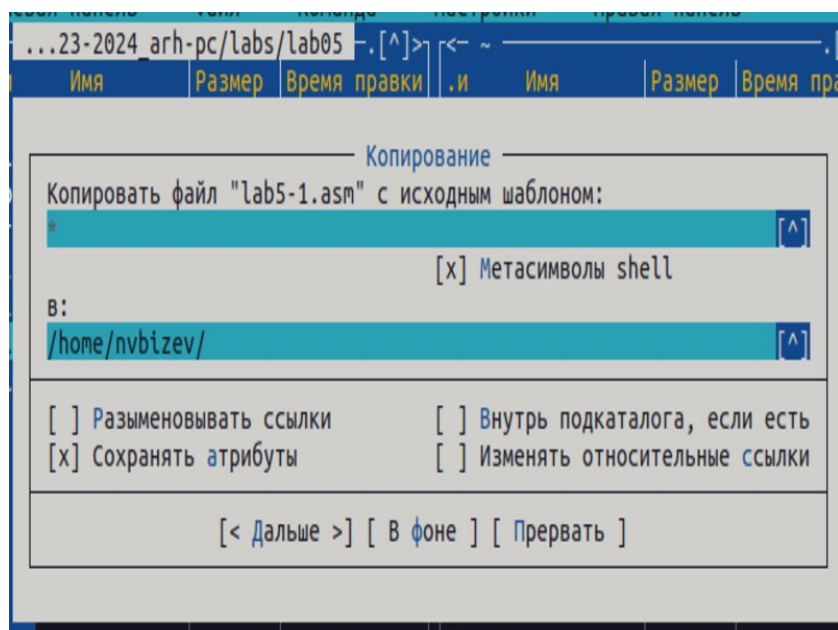 ...23-2024_arh-pc/labs/lab05 .[^]> <- ~
Имя Размер Время правки .и Имя Размер Время пра
Копирование
Копировать файл "lab5-1.asm" с исходным шаблоном:
* [^]
[x] Метасимволы shell
в:
/home/nvbizev/ [^]
[ ] Разыменовывать ссылки [ ] Внутрь подкаталога, если есть
[x] Сохранять атрибуты [ ] Изменять относительные ссылки
[< Дальше >] [ В фоне ] [ Прервать ]